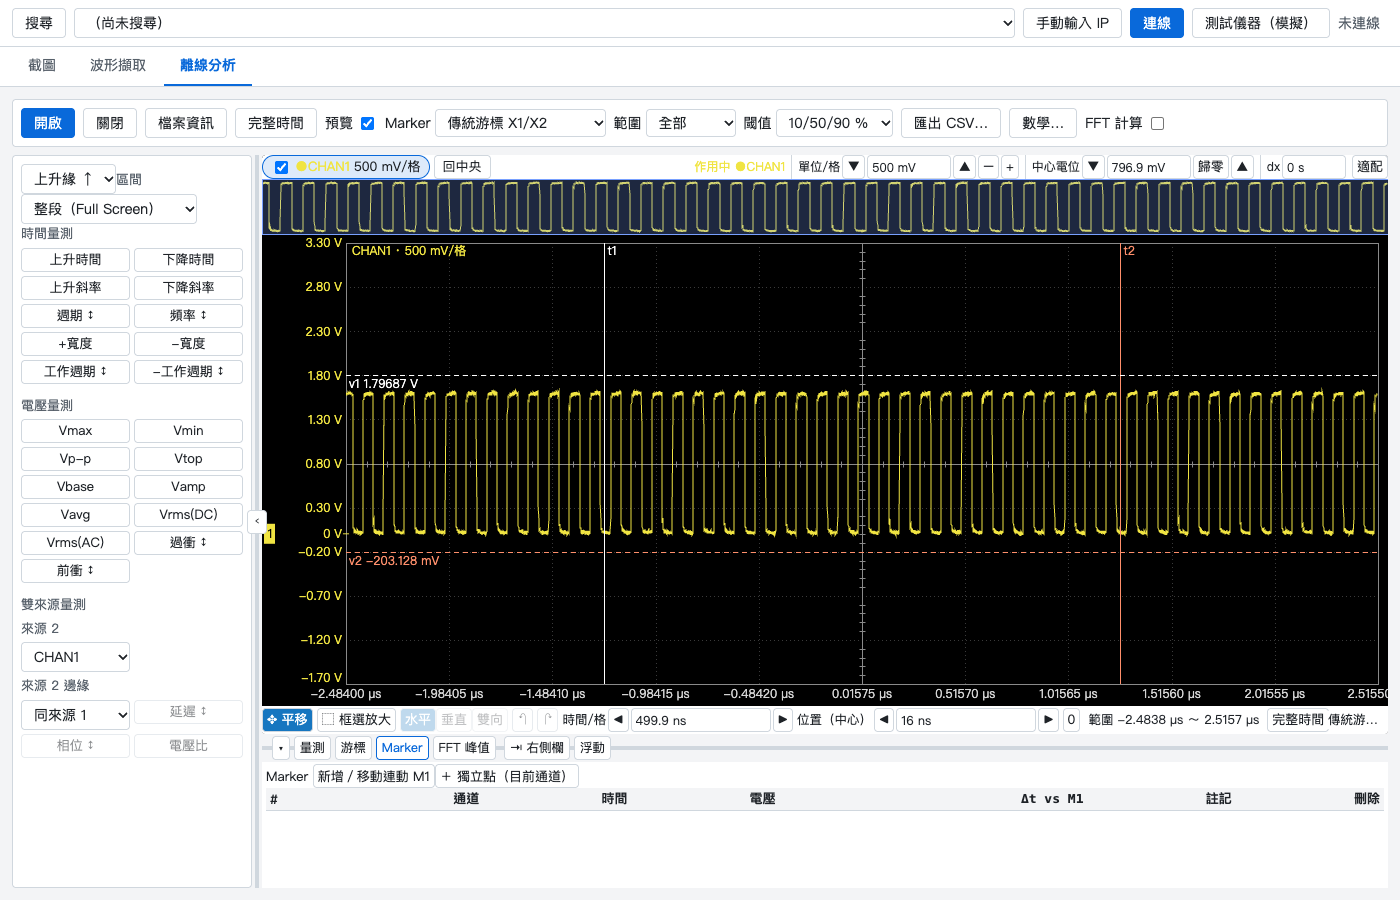 搜尋 （尚未搜尋） 手動輸入 IP 連線 測試儀器（模擬） 未連線
截圖 波形擷取 離線分析
開啟 關閉 檔案資訊 完整時間 預覽 Marker 傳統游標 X1/X2 範圍 全部 閾值 10/50/90 % 匯出 CSV... 數學... FFT 計算
上升緣 ↑ 區間
整段（Full Screen）
時間量測
上升時間 下降時間
上升斜率 下降斜率
週期 ↕ 頻率 ↕
+寬度 −寬度
工作週期 ↕ −工作週期 ↕
電壓量測
Vmax Vmin
Vp-p Vtop
Vbase Vamp
Vavg Vrms(DC)
Vrms(AC) 過衝 ↕
前衝 ↕
雙來源量測
來源 2
CHAN1
來源 2 邊緣
同來源 1 延遲 ↕
相位 ↕ 電壓比
‹
CHAN1 500 mV/格 回中央 作用中 CHAN1 單位/格 ▼ 500 mV ▲ − + 中心電位 ▼ 796.9 mV 歸零 ▲ dx 0 s 適配
CHAN1 · 500 mV/格 t1 t2
3.30 V
2.80 V
2.30 V
1.80 V
v1 1.79687 V
1.30 V
0.80 V
0.30 V
1 0 V
−0.20 V
v2 −203.128 mV
−0.70 V
−1.20 V
−1.70 V
−2.48400 µs −1.98405 µs −1.48410 µs −0.98415 µs −0.48420 µs 0.01575 µs 0.51570 µs 1.01565 µs 1.51560 µs 2.01555 µs 2.51550
✥ 平移 框選放大 水平 垂直 雙向 時間/格 ◀ 499.9 ns ▶ 位置（中心） ◀ 16 ns ▶ 0 範圍 −2.4838 µs ～ 2.5157 µs 完整時間 傳統游...
量測 游標 Marker FFT 峰值 ⇥ 右側欄 浮動
Marker 新增 / 移動連動 M1 ＋ 獨立點（目前通道）
# 通道 時間 電壓 Δt vs M1 註記 刪除